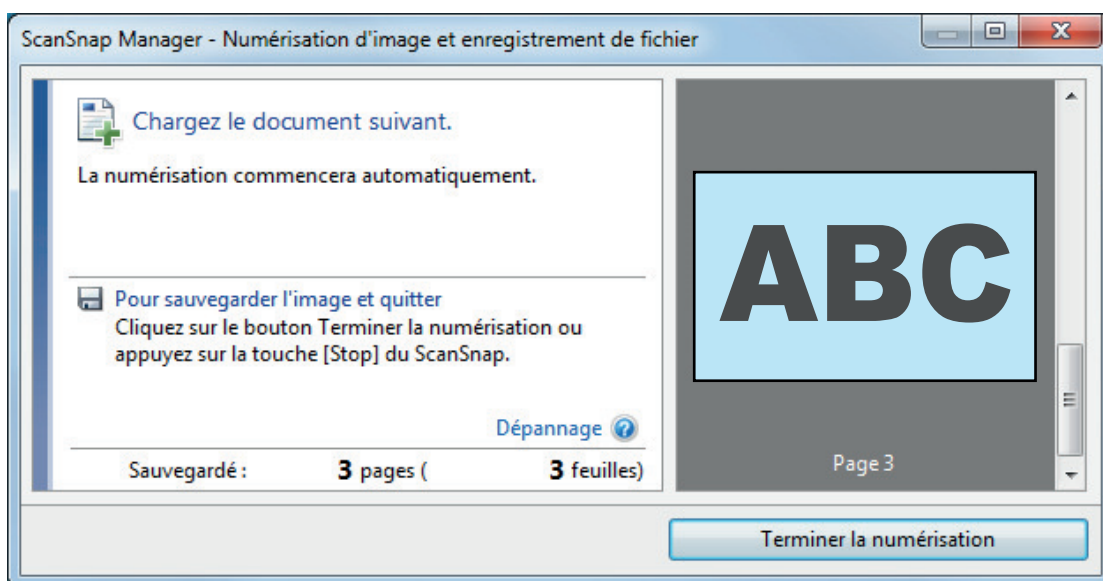 ScanSnap Manager - Numérisation d'image et enregistrement de fichier
Chargez le document suivant.
La numérisation commencera automatiquement.
Pour sauvegarder l'image et quitter
Cliquez sur le bouton Terminer la numérisation ou
appuyez sur la touche [Stop] du ScanSnap.
Dépannage
Sauvegardé : 3 pages ( 3 feuilles)
ABC
Page 3
Terminer la numérisation